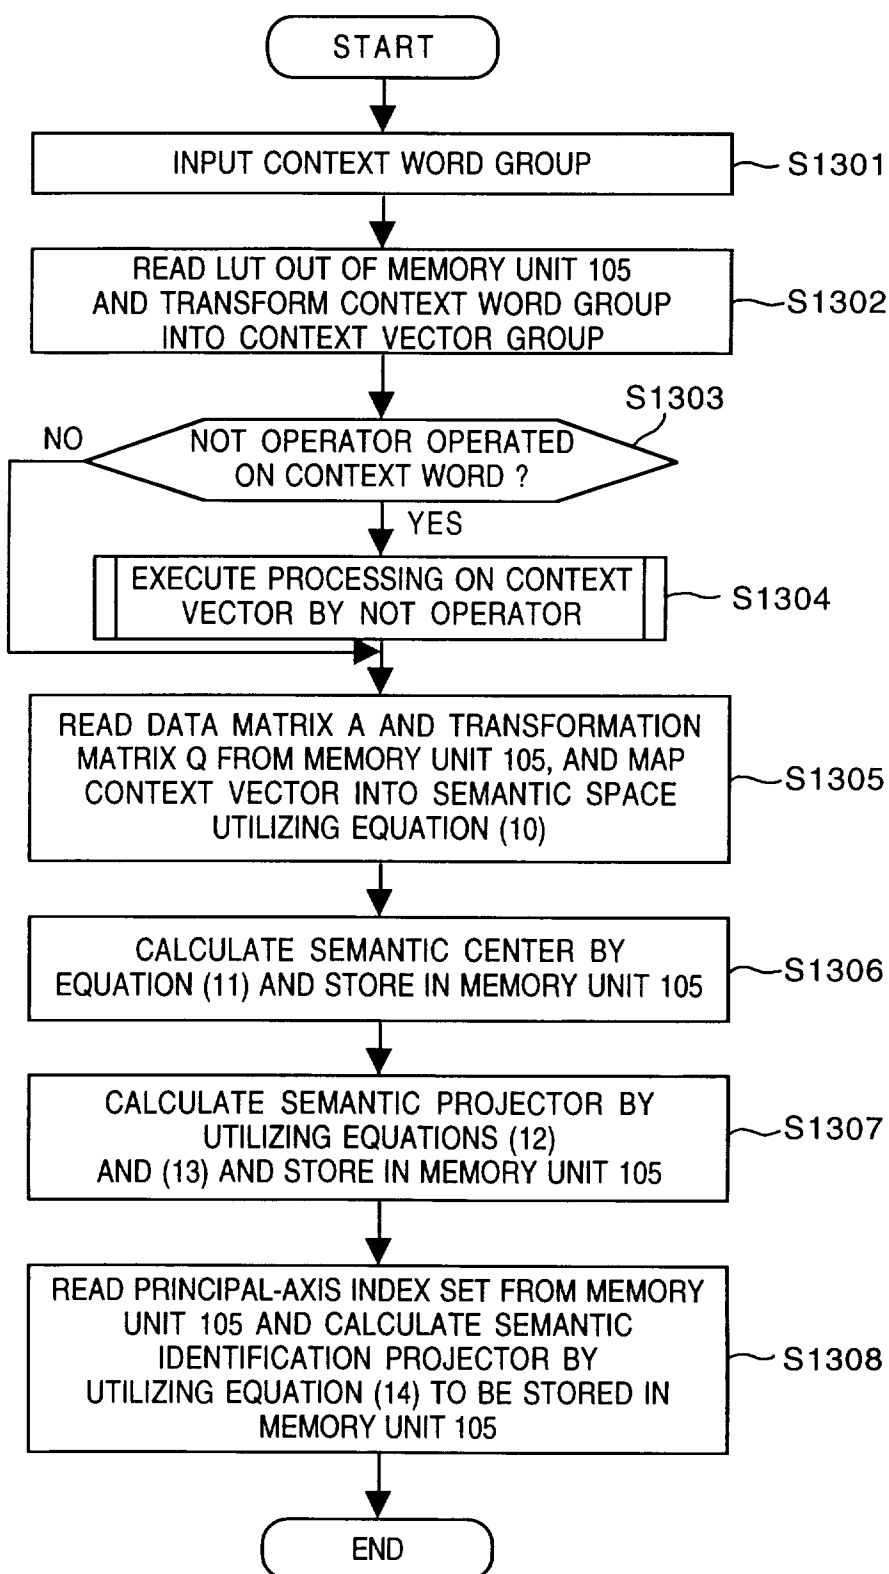 START
INPUT CONTEXT WORD GROUP
S1301
READ LUT OUT OF MEMORY UNIT 105
AND TRANSFORM CONTEXT WORD GROUP
INTO CONTEXT VECTOR GROUP
S1302
S1303
NO
NOT OPERATOR OPERATED
ON CONTEXT WORD ?
YES
EXECUTE PROCESSING ON CONTEXT
VECTOR BY NOT OPERATOR
S1304
READ DATA MATRIX A AND TRANSFORMATION
MATRIX Q FROM MEMORY UNIT 105, AND MAP
CONTEXT VECTOR INTO SEMANTIC SPACE
UTILIZING EQUATION (10)
S1305
CALCULATE SEMANTIC CENTER BY
EQUATION (11) AND STORE IN MEMORY UNIT 105
S1306
CALCULATE SEMANTIC PROJECTOR BY
UTILIZING EQUATIONS (12)
AND (13) AND STORE IN MEMORY UNIT 105
S1307
READ PRINCIPAL-AXIS INDEX SET FROM MEMORY
UNIT 105 AND CALCULATE SEMANTIC
IDENTIFICATION PROJECTOR BY
UTILIZING EQUATION (14) TO BE STORED IN
MEMORY UNIT 105
S1308
END